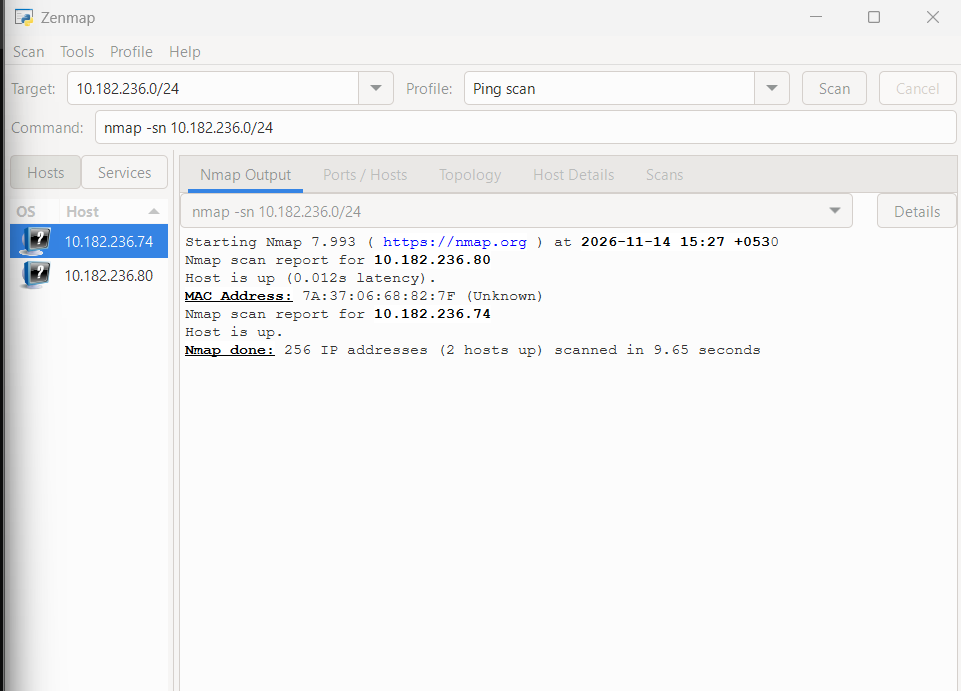 Zenmap
Scan Tools Profile Help
Target: 10.182.236.0/24 Profile: Ping scan Scan Cancel
Command: nmap -sn 10.182.236.0/24
Hosts Services
OS Host
10.182.236.74
10.182.236.80
Nmap Output Ports / Hosts Topology Host Details Scans
nmap -sn 10.182.236.0/24 Details
Starting Nmap 7.993 ( https://nmap.org ) at 2026-11-14 15:27 +0530
Nmap scan report for 10.182.236.80
Host is up (0.012s latency).
MAC Address: 7A:37:06:68:82:7F (Unknown)
Nmap scan report for 10.182.236.74
Host is up.
Nmap done: 256 IP addresses (2 hosts up) scanned in 9.65 seconds